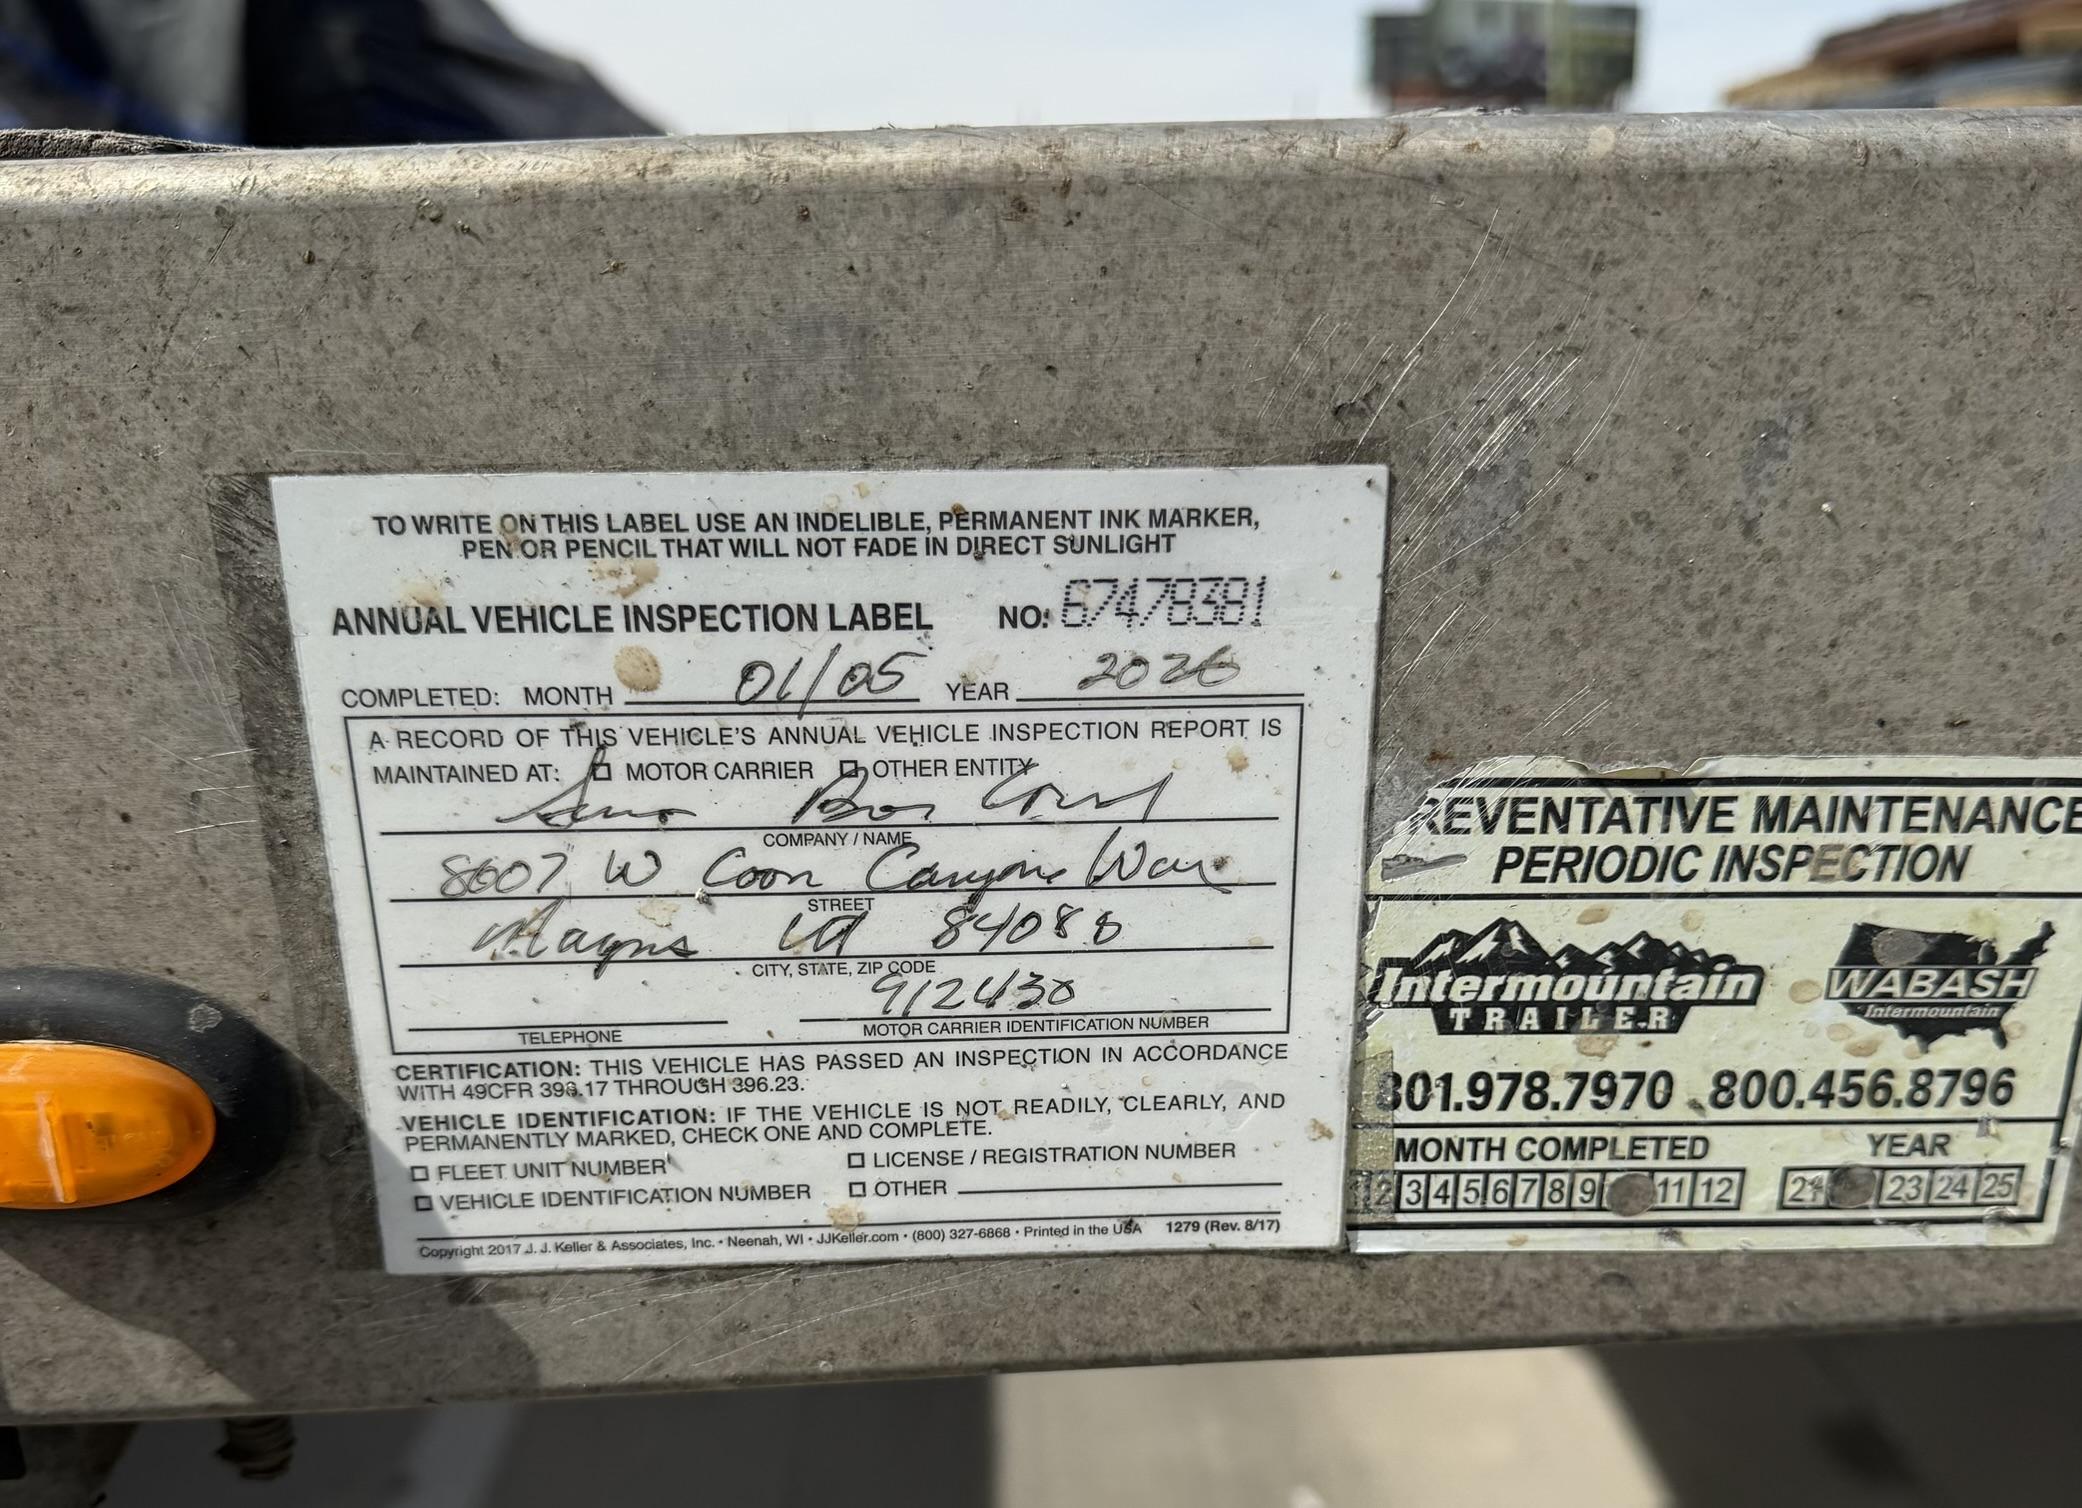 TO WRITE ON THIS LABEL USE AN INDELIBLE, PERMANENT INK MARKER,
PEN OR PENCIL THAT WILL NOT FADE IN DIRECT SUNLIGHT
ANNUAL VEHICLE INSPECTION LABEL NO: 67478381
COMPLETED: MONTH 01/05 YEAR 2026
A RECORD OF THIS VEHICLE'S ANNUAL VEHICLE INSPECTION REPORT IS
MAINTAINED AT: MOTOR CARRIER OTHER ENTITY
COMPANY / NAME
8607 W Coon Canyon
STREET
Magna UT 84088
CITY, STATE, ZIP CODE
912430
TELEPHONE MOTOR CARRIER IDENTIFICATION NUMBER
CERTIFICATION: THIS VEHICLE HAS PASSED AN INSPECTION IN ACCORDANCE
WITH 49CFR 396.17 THROUGH 396.23.
VEHICLE IDENTIFICATION: IF THE VEHICLE IS NOT READILY, CLEARLY, AND
PERMANENTLY MARKED, CHECK ONE AND COMPLETE.
FLEET UNIT NUMBER LICENSE / REGISTRATION NUMBER
VEHICLE IDENTIFICATION NUMBER OTHER
Copyright 2017 J. J. Keller & Associates, Inc. • Neenah, WI • JJKeller.com • (800) 327-6868 • Printed in the USA 1279 (Rev. 8/17)
REVENTATIVE MAINTENANCE
PERIODIC INSPECTION
Intermountain
TRAILER
WABASH
Intermountain
801.978.7970 800.456.8796
MONTH COMPLETED YEAR
2 3 4 5 6 7 8 9 11 12 21 23 24 25